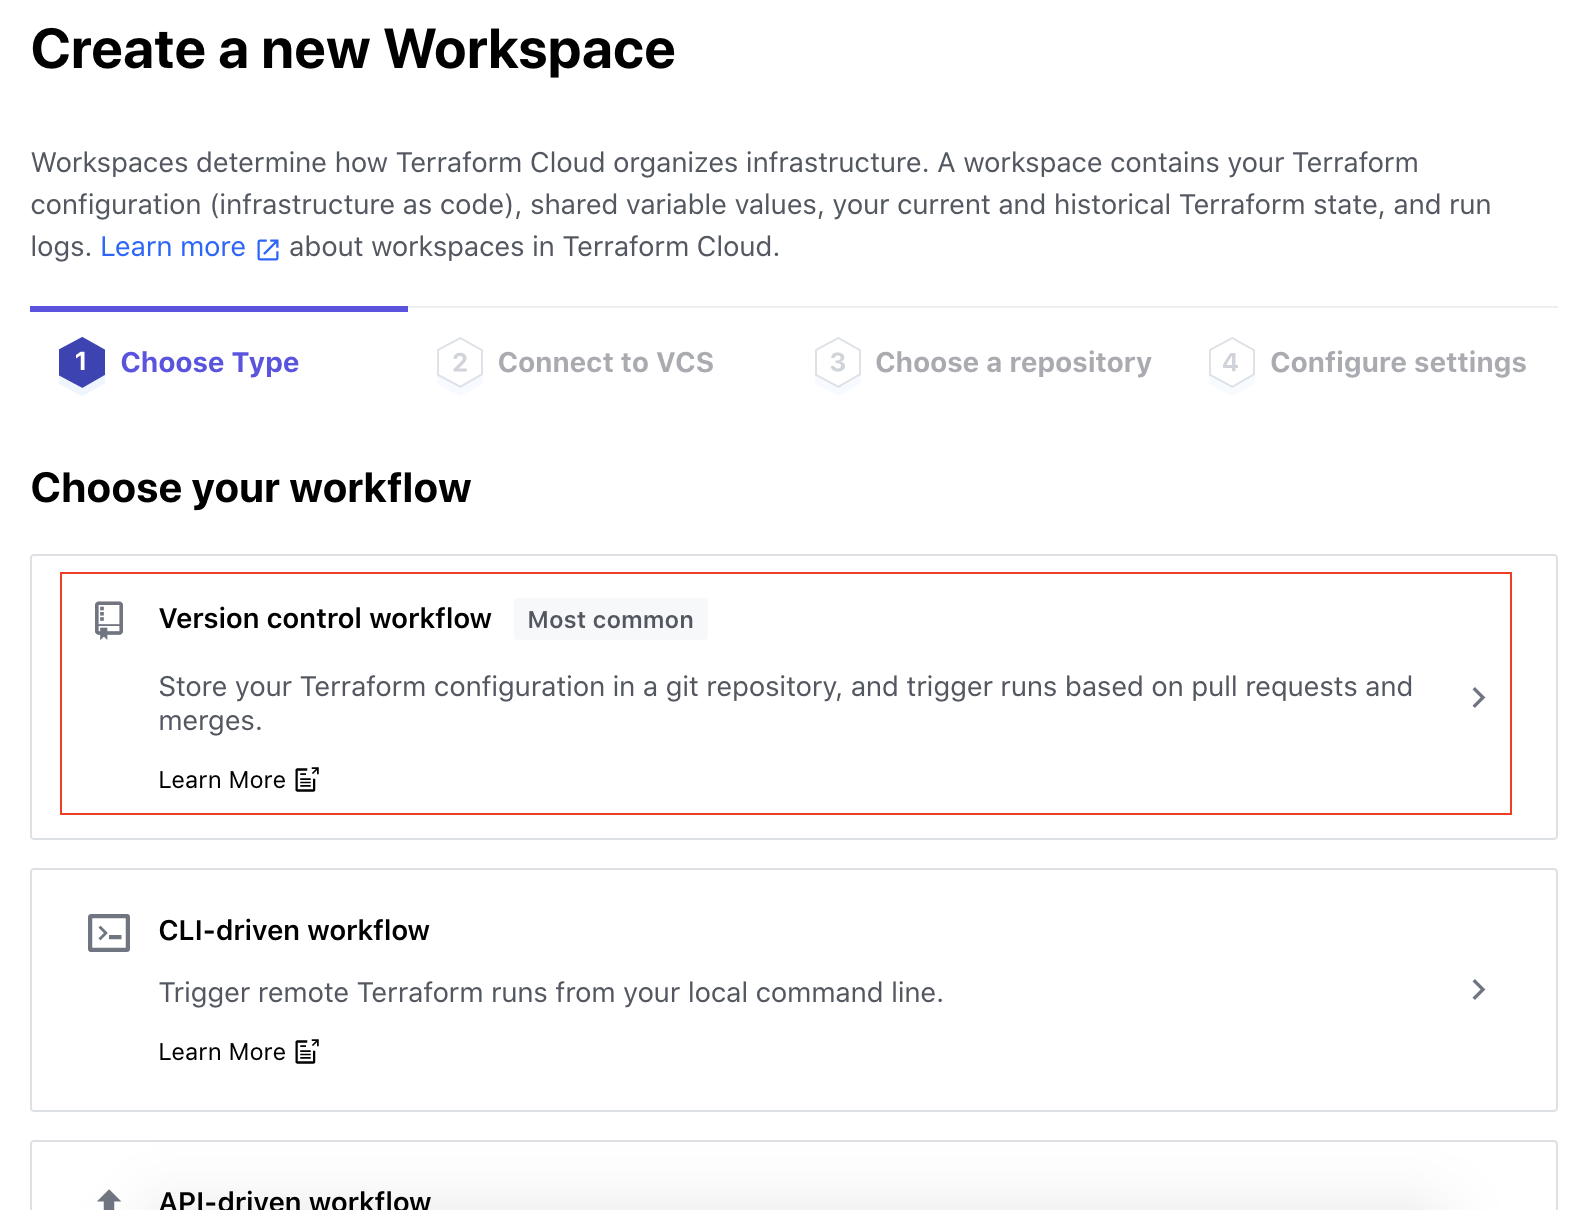 Create a new Workspace
Workspaces determine how Terraform Cloud organizes infrastructure. A workspace contains your Terraform
configuration (infrastructure as code), shared variable values, your current and historical Terraform state, and run
logs. Learn more about workspaces in Terraform Cloud.
1 Choose Type
2 Connect to VCS
3 Choose a repository
4 Configure settings
Choose your workflow
Version control workflow Most common
Store your Terraform configuration in a git repository, and trigger runs based on pull requests and
merges.
Learn More
CLI-driven workflow
Trigger remote Terraform runs from your local command line.
Learn More
API-driven workflow